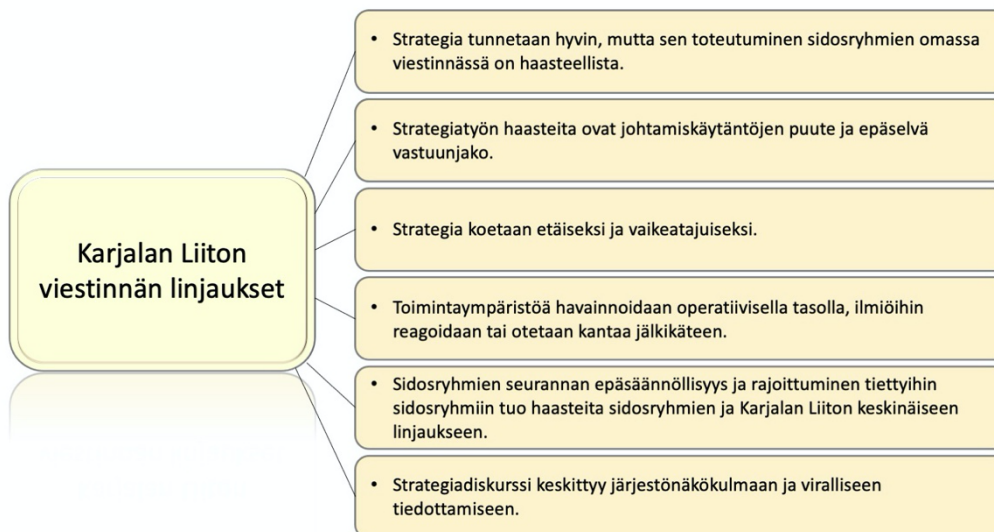 • Strategia tunnetaan hyvin, mutta sen toteutuminen sidosryhmien omassa
viestinnässä on haasteellista.
• Strategiatyön haasteita ovat johtamiskäytäntöjen puute ja epäselvä
vastuunjako.
Karjalan Liiton
viestinnän linjaukset
• Strategia koetaan etäiseksi ja vaikeatajuiseksi.
• Toimintaympäristöä havainnoidaan operatiivisella tasolla, ilmiöihin
reagoidaan tai otetaan kantaa jälkikäteen.
• Sidosryhmien seurannan epäsäännöllisyys ja rajoittuminen tiettyihin
sidosryhmiin tuo haasteita sidosryhmien ja Karjalan Liiton keskinäiseen
linjaukseen.
• Strategiadiskurssi keskittyy järjestönäkökulmaan ja viralliseen
tiedottamiseen.